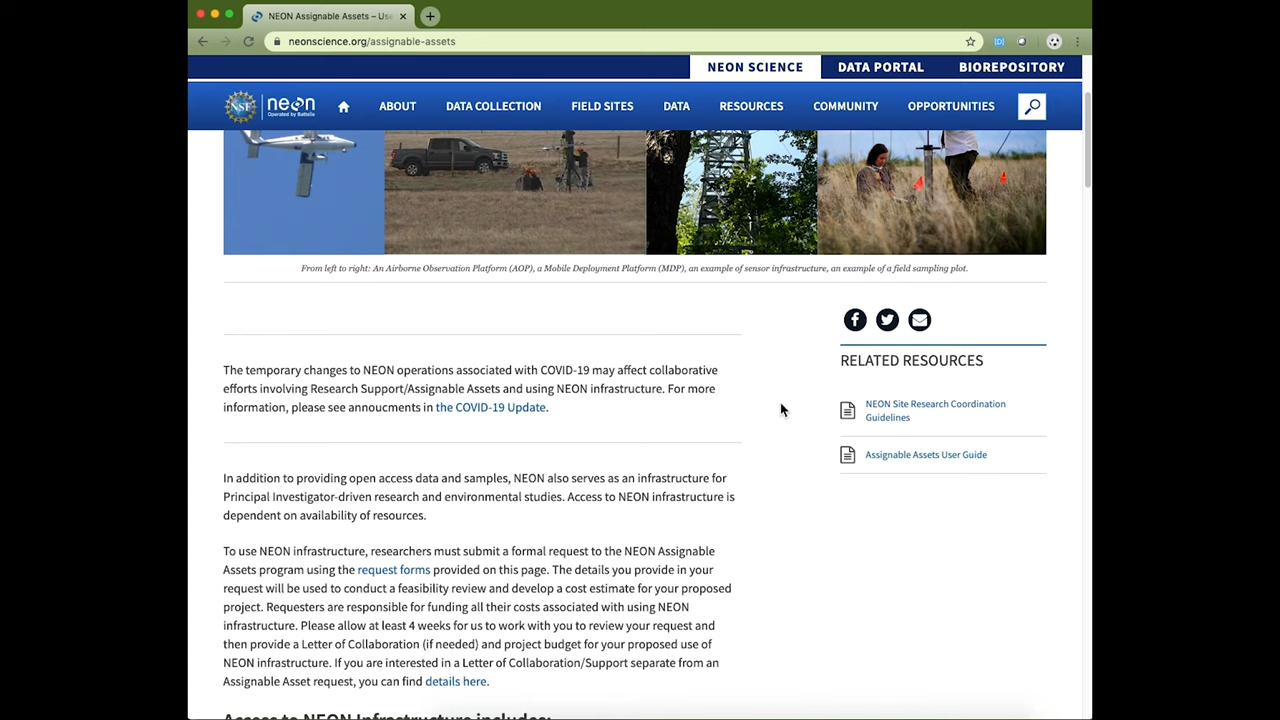 NEON Assignable Assets – Use
neonscience.org/assignable-assets
NEON SCIENCE DATA PORTAL BIOREPOSITORY
NSF neon Operated by Battelle ABOUT DATA COLLECTION FIELD SITES DATA RESOURCES COMMUNITY OPPORTUNITIES
From left to right: An Airborne Observation Platform (AOP), a Mobile Deployment Platform (MDP), an example of sensor infrastructure, an example of a field sampling plot.
The temporary changes to NEON operations associated with COVID-19 may affect collaborative
efforts involving Research Support/Assignable Assets and using NEON infrastructure. For more
information, please see annoucments in the COVID-19 Update.
In addition to providing open access data and samples, NEON also serves as an infrastructure for
Principal Investigator-driven research and environmental studies. Access to NEON infrastructure is
dependent on availability of resources.
To use NEON infrastructure, researchers must submit a formal request to the NEON Assignable
Assets program using the request forms provided on this page. The details you provide in your
request will be used to conduct a feasibility review and develop a cost estimate for your proposed
project. Requesters are responsible for funding all their costs associated with using NEON
infrastructure. Please allow at least 4 weeks for us to work with you to review your request and
then provide a Letter of Collaboration (if needed) and project budget for your proposed use of
NEON infrastructure. If you are interested in a Letter of Collaboration/Support separate from an
Assignable Asset request, you can find details here.
Access to NEON Infrastructure includes:
RELATED RESOURCES
NEON Site Research Coordination
Guidelines
Assignable Assets User Guide